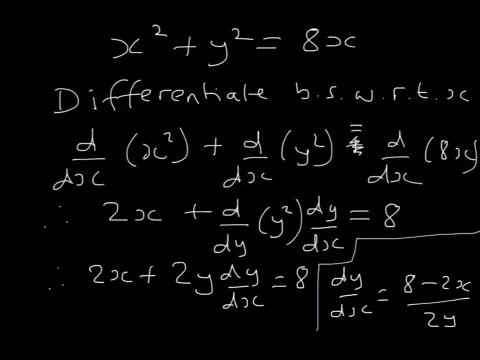 x² + y² = 8x
Differentiate b.s.w.r.t.x
d/dx (x²) + d/dx (y²) = d/dx (8x)
∴ 2x + d/dy (y²) dy/dx = 8
∴ 2x + 2y dy/dx = 8
dy/dx = (8 - 2x)/2y